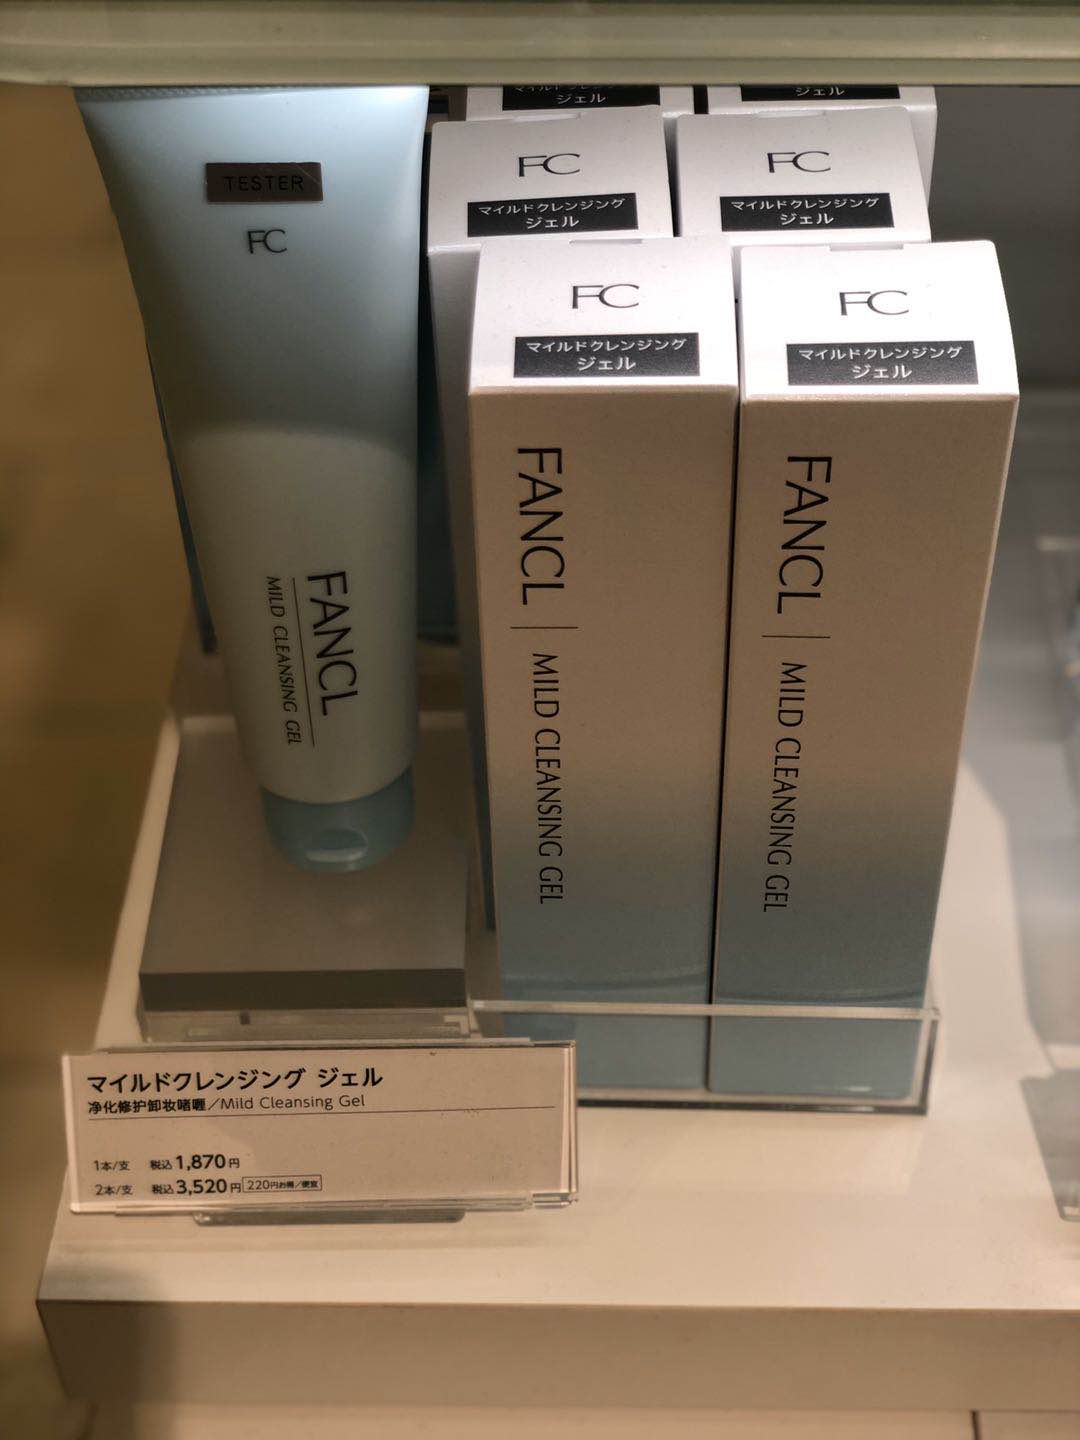 TESTER
FC
FANCL
MILD CLEANSING GEL
ジェル
ジェル
FC
マイルドクレンジング
ジェル
FC
マイルドクレンジング
ジェル
FC
マイルドクレンジング
ジェル
FANCL
MILD CLEANSING GEL
FC
マイルドクレンジング
ジェル
FANCL
MILD CLEANSING GEL
マイルドクレンジング ジェル
净化修护卸妆啫喱/Mild Cleansing Gel
1本/支 税込1,870円
2本/支 税込3,520円 220円お得/便宜